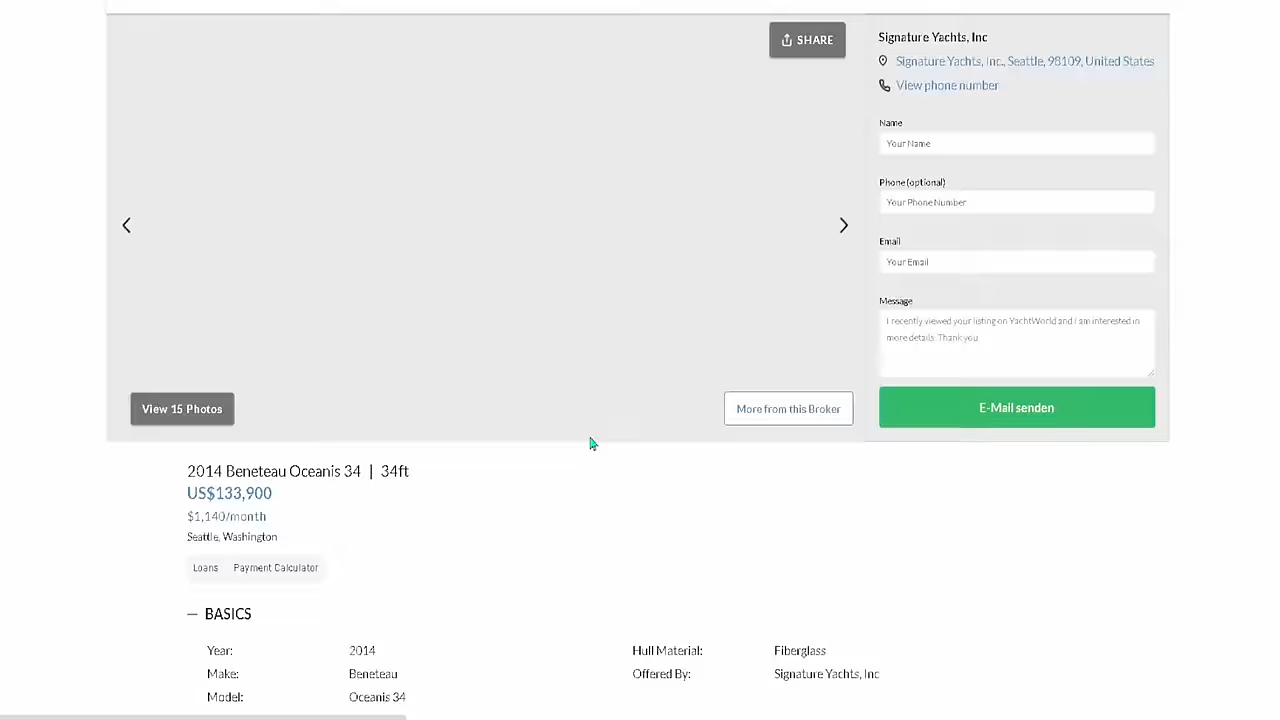 SHARE
Signature Yachts, Inc
Signature Yachts, Inc., Seattle, 98109, United States
View phone number
Name
Your Name
Phone (optional)
Your Phone Number
Email
Your Email
Message
I recently viewed your listing on YachtWorld and I am interested in
more details. Thank you
View 15 Photos
More from this Broker
E-Mail senden
2014 Beneteau Oceanis 34 | 34ft
US$133,900
$1,140/month
Seattle, Washington
Loans Payment Calculator
BASICS
Year: 2014 Hull Material: Fiberglass
Make: Beneteau Offered By: Signature Yachts, Inc
Model: Oceanis 34